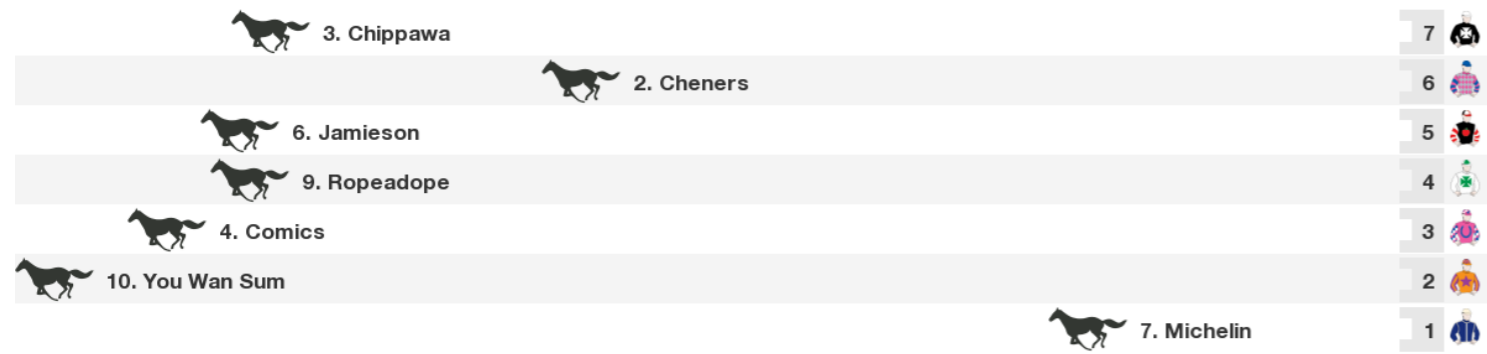 3. Chippawa 7
2. Cheners 6
6. Jamieson 5
9. Ropeadope 4
4. Comics 3
10. You Wan Sum 2
7. Michelin 1